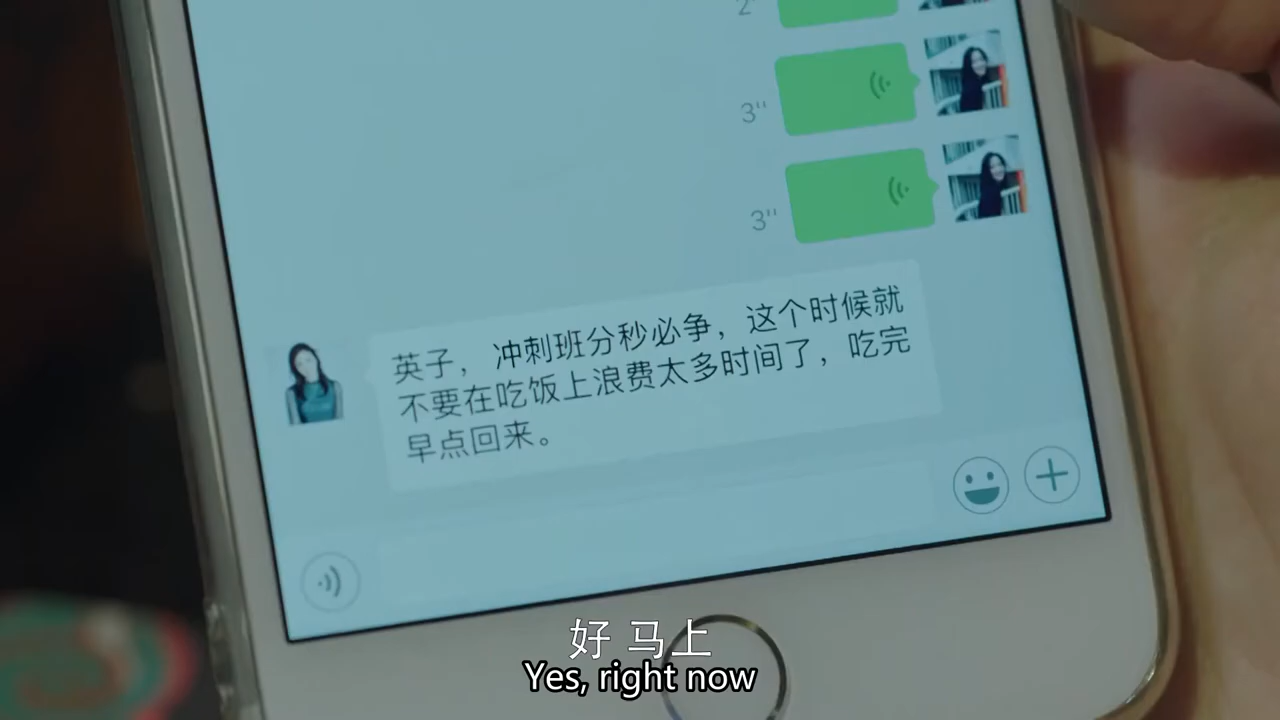 2"
3"
3"
英子，冲刺班分秒必争，这个时候就
不要在吃饭上浪费太多时间了，吃完
早点回来。
好 马上
Yes, right now